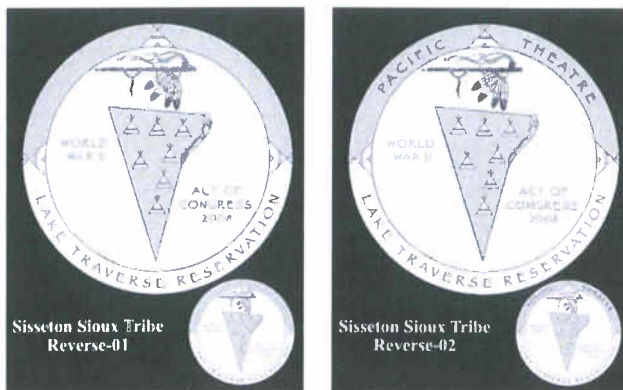 WORLD
WAR II
ACT OF
CONGRESS
2008
LAKE TRAVERSE RESERVATION
Sisseton Sioux Tribe
Reverse-01
PACIFIC THEATRE
WORLD
WAR II
ACT OF
CONGRESS
2008
LAKE TRAVERSE RESERVATION
Sisseton Sioux Tribe
Reverse-02